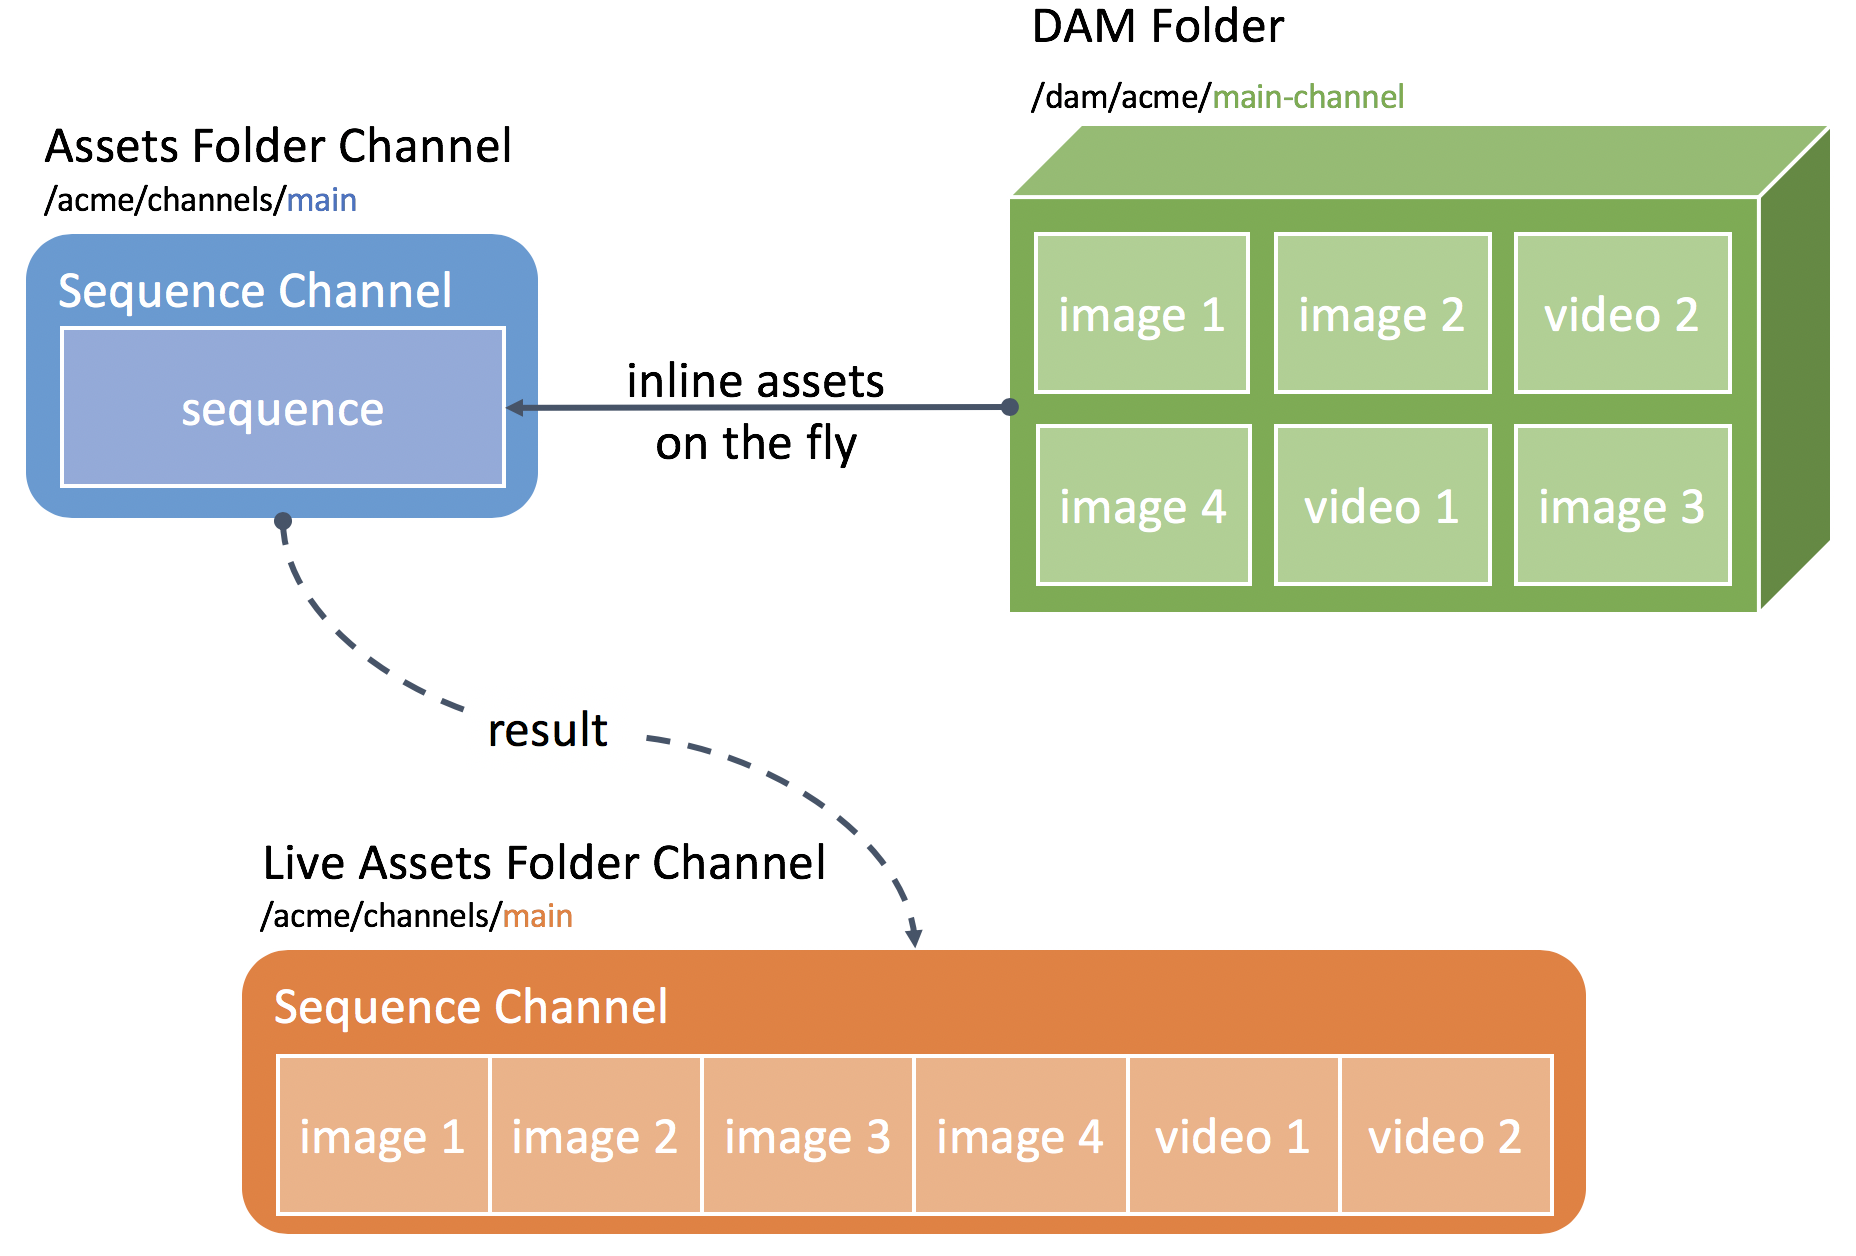 DAM Folder
/dam/acme/main-channel
Assets Folder Channel
/acme/channels/main
Sequence Channel
sequence
inline assets
on the fly
image 1 image 2 video 2
image 4 video 1 image 3
result
Live Assets Folder Channel
/acme/channels/main
Sequence Channel
image 1 image 2 image 3 image 4 video 1 video 2